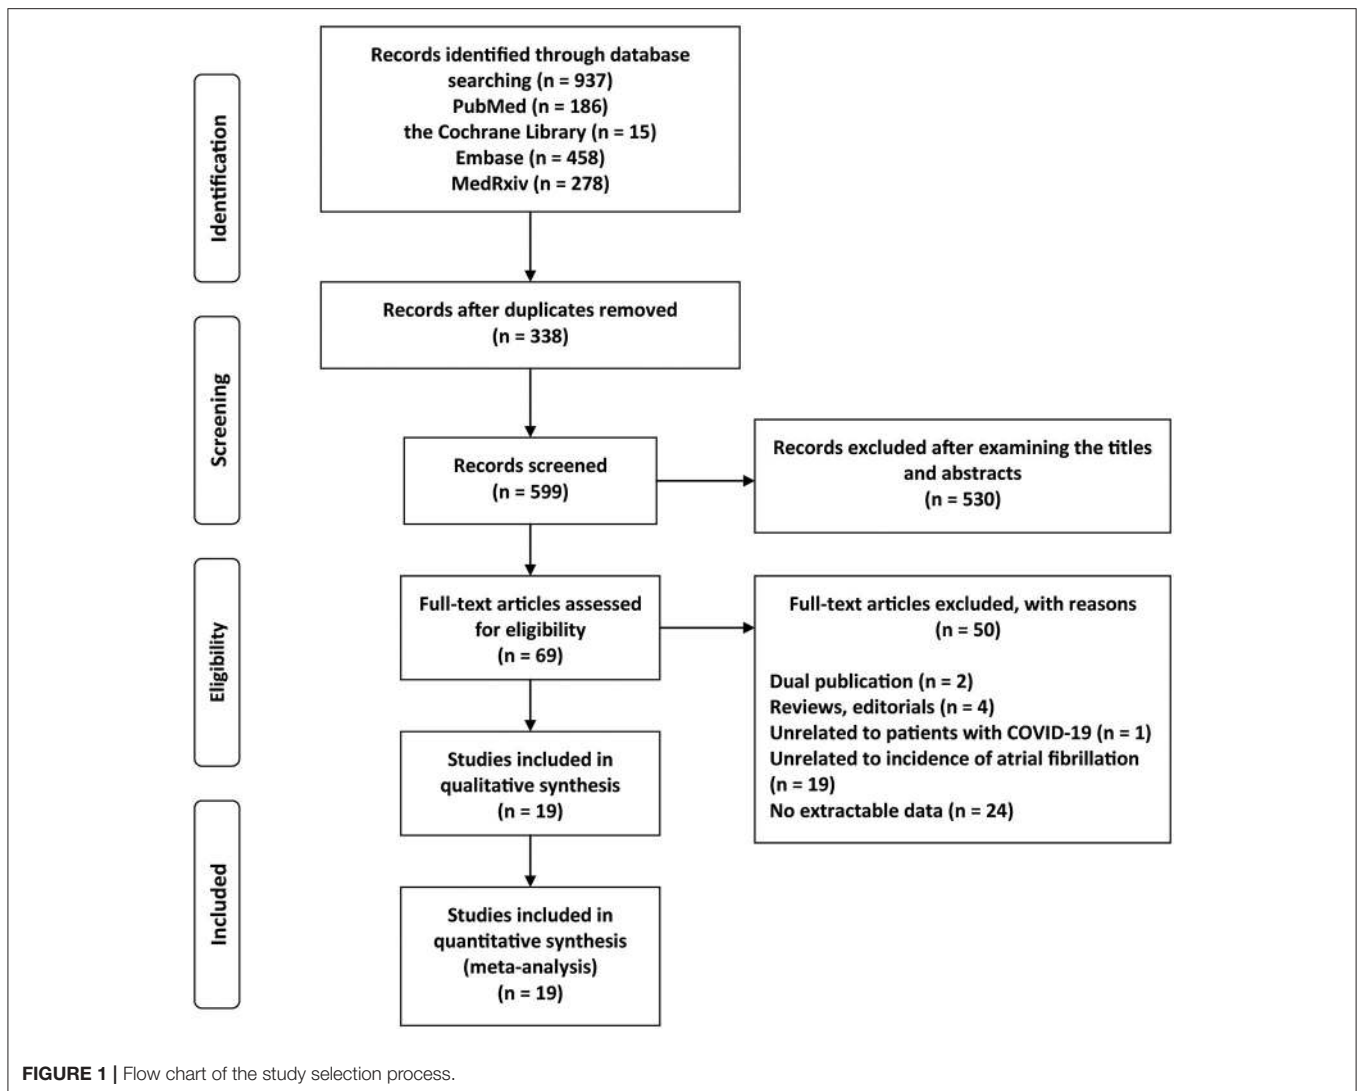 Identification
Records identified through database
searching (n = 937)
PubMed (n = 186)
the Cochrane Library (n = 15)
Embase (n = 458)
MedRxiv (n = 278)
Screening
Records after duplicates removed
(n = 338)
Records screened
(n = 599)
Records excluded after examining the titles
and abstracts
(n = 530)
Eligibility
Full-text articles assessed
for eligibility
(n = 69)
Full-text articles excluded, with reasons
(n = 50)
Dual publication (n = 2)
Reviews, editorials (n = 4)
Unrelated to patients with COVID-19 (n = 1)
Unrelated to incidence of atrial fibrillation
(n = 19)
No extractable data (n = 24)
Studies included in
qualitative synthesis
(n = 19)
Included
Studies included in
quantitative synthesis
(meta-analysis)
(n = 19)
FIGURE 1 | Flow chart of the study selection process.